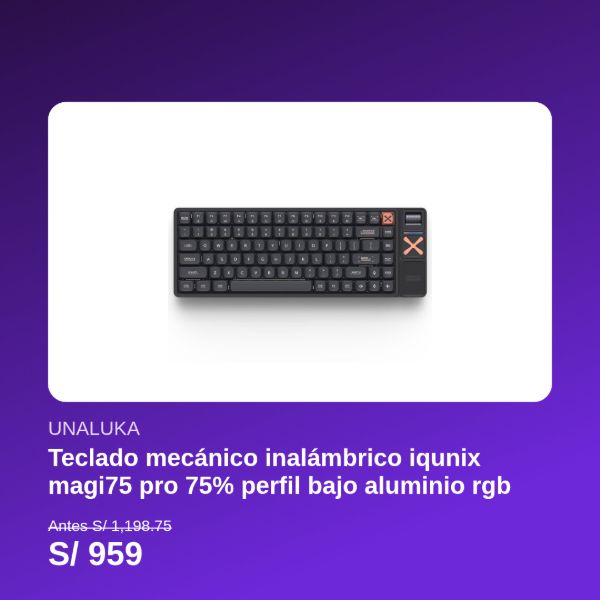 UNALUKA
Teclado mecánico inalámbrico iqunix
magi75 pro 75% perfil bajo aluminio rgb
Antes S/ 1,198.75
S/ 959